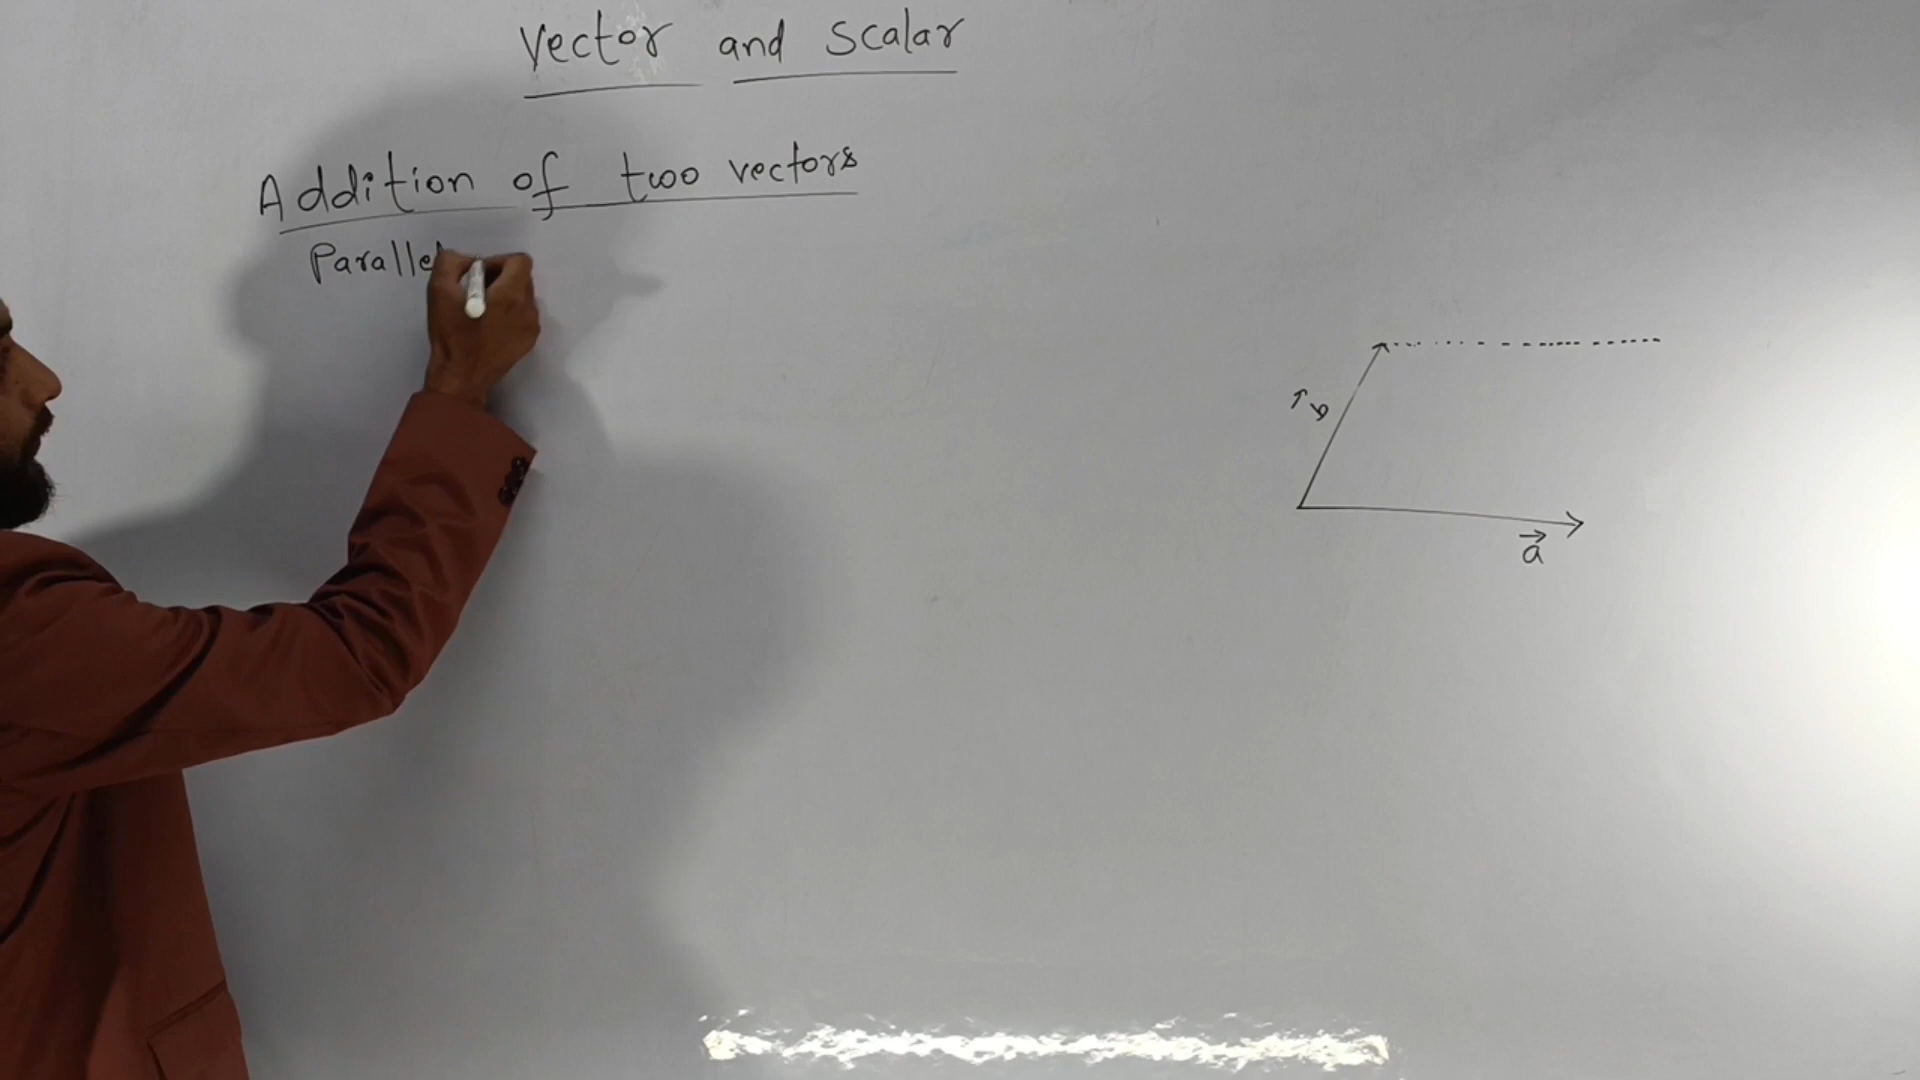 Vector and Scalar
Addition of two vectors
Parallel
b
a